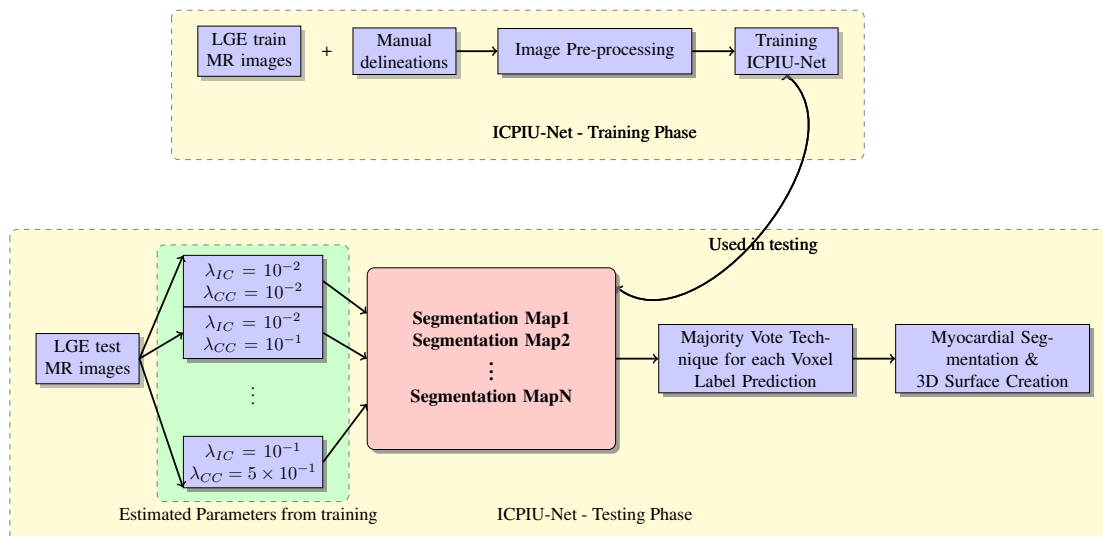 LGE train
MR images
+
Manual
delineations
Image Pre-processing
Training
ICPIU-Net
ICPIU-Net - Training Phase
Used in testing
λ_IC = 10^−2
λ_CC = 10^−2
λ_IC = 10^−2
λ_CC = 10^−1
⋮
λ_IC = 10^−1
λ_CC = 5 × 10^−1
LGE test
MR images
Segmentation Map1
Segmentation Map2
⋮
Segmentation MapN
Majority Vote Tech-
nique for each Voxel
Label Prediction
Myocardial Seg-
mentation &
3D Surface Creation
Estimated Parameters from training
ICPIU-Net - Testing Phase